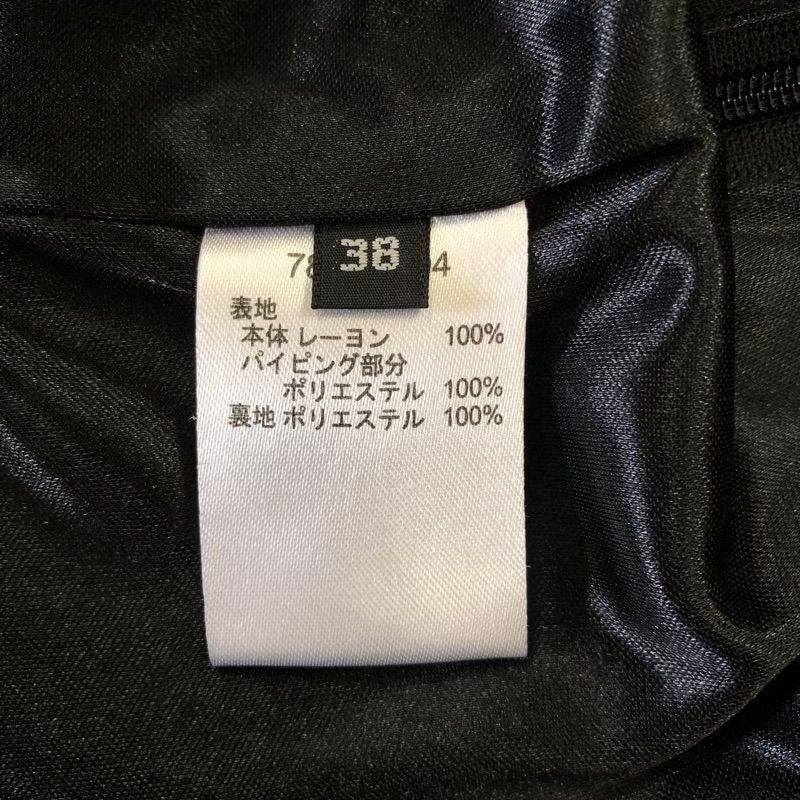 38
表地
本体 レーヨン 100%
パイピング部分
ポリエステル 100%
裏地 ポリエステル 100%